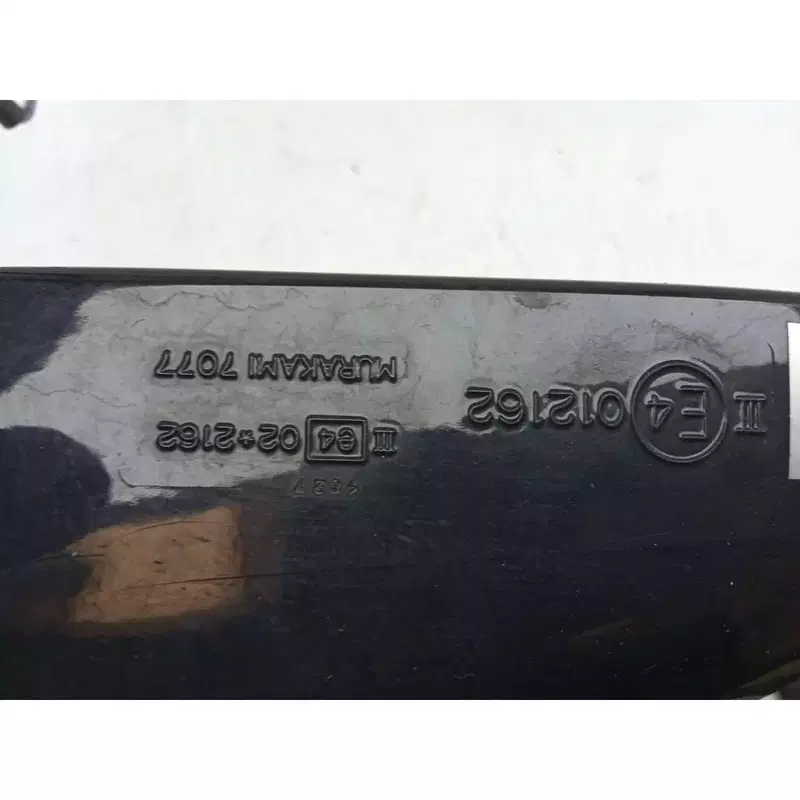 III E4 012162
III e4 02*2162
MURAKAMI 7077